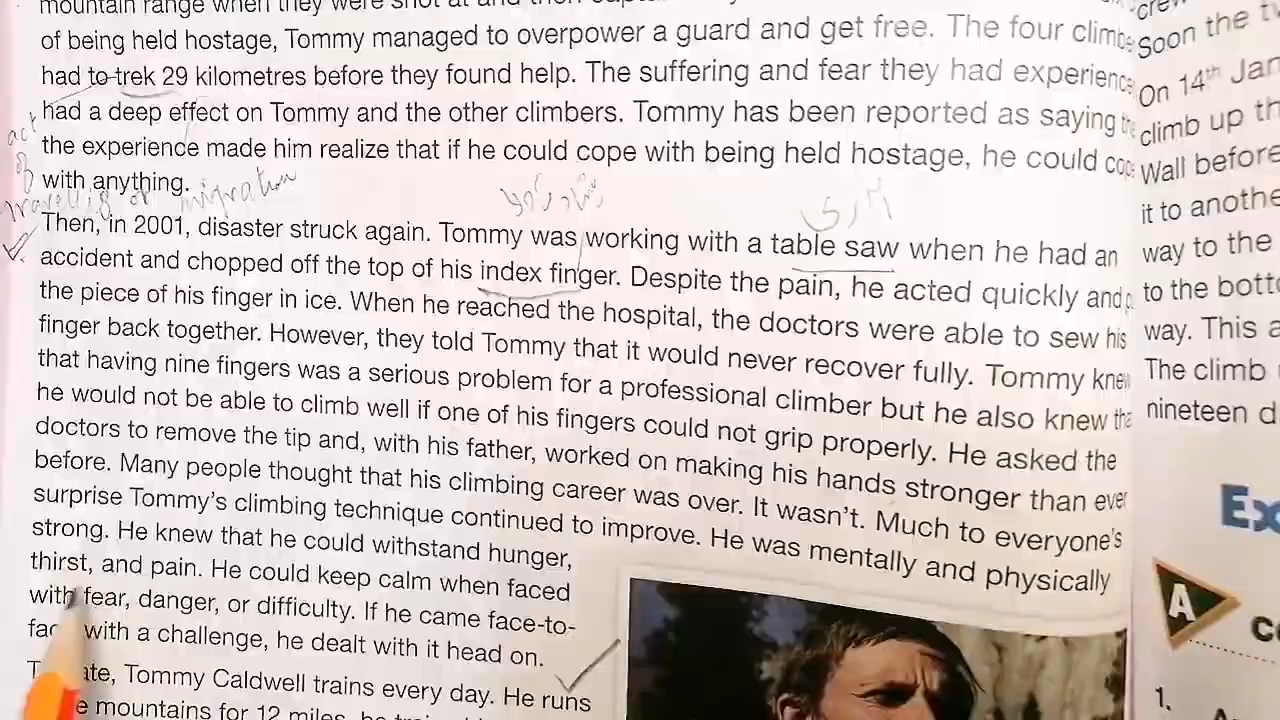 mountain range when they were shot at and then
of being held hostage, Tommy managed to overpower a guard and get free. The four
had to trek 29 kilometres before they found help. The suffering and fear they had
had a deep effect on Tommy and the other climbers. Tommy has been reported as saying
the experience made him realize that if he could cope with being held hostage, he could
with anything.
act
of
migration
Then, in 2001, disaster struck again. Tommy was working with a table saw when he had an
accident and chopped off the top of his index finger. Despite the pain, he acted quickly and
the piece of his finger in ice. When he reached the hospital, the doctors were able to sew his
finger back together. However, they told Tommy that it would never recover fully. Tommy
that having nine fingers was a serious problem for a professional climber but he also knew
he would not be able to climb well if one of his fingers could not grip properly. He asked the
doctors to remove the tip and, with his father, worked on making his hands stronger than ever
before. Many people thought that his climbing career was over. It wasn't. Much to everyone's
surprise Tommy's climbing technique continued to improve. He was mentally and physically
strong. He knew that he could withstand hunger,
thirst, and pain. He could keep calm when faced
with fear, danger, or difficulty. If he came face-to-
with a challenge, he dealt with it head on.
Tommy Caldwell trains every day. He runs
mountains for 12 miles, he
Soon the
On 14th
climb up
Wall before
it to
way to the
to the
way. This
The climb
nineteen
A
1.